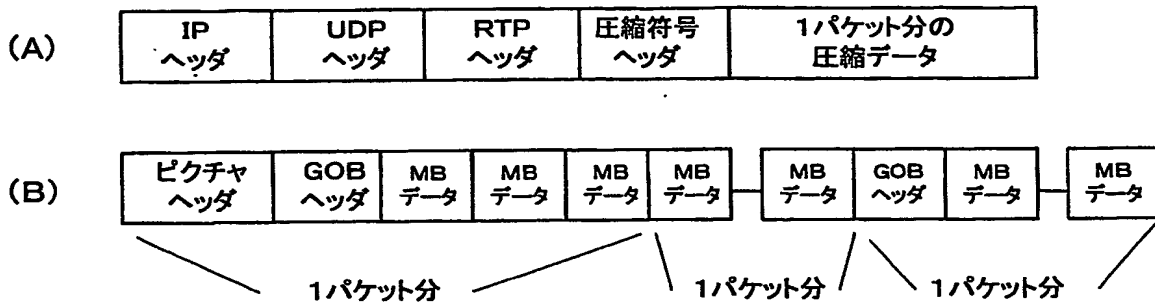 (A)
IP
ヘッダ
UDP
ヘッダ
RTP
ヘッダ
圧縮符号
ヘッダ
1パケット分の
圧縮データ
(B)
ピクチャ
ヘッダ
GOB
ヘッダ
MB
データ
MB
データ
MB
データ
MB
データ
MB
データ
GOB
ヘッダ
MB
データ
MB
データ
1パケット分
1パケット分
1パケット分